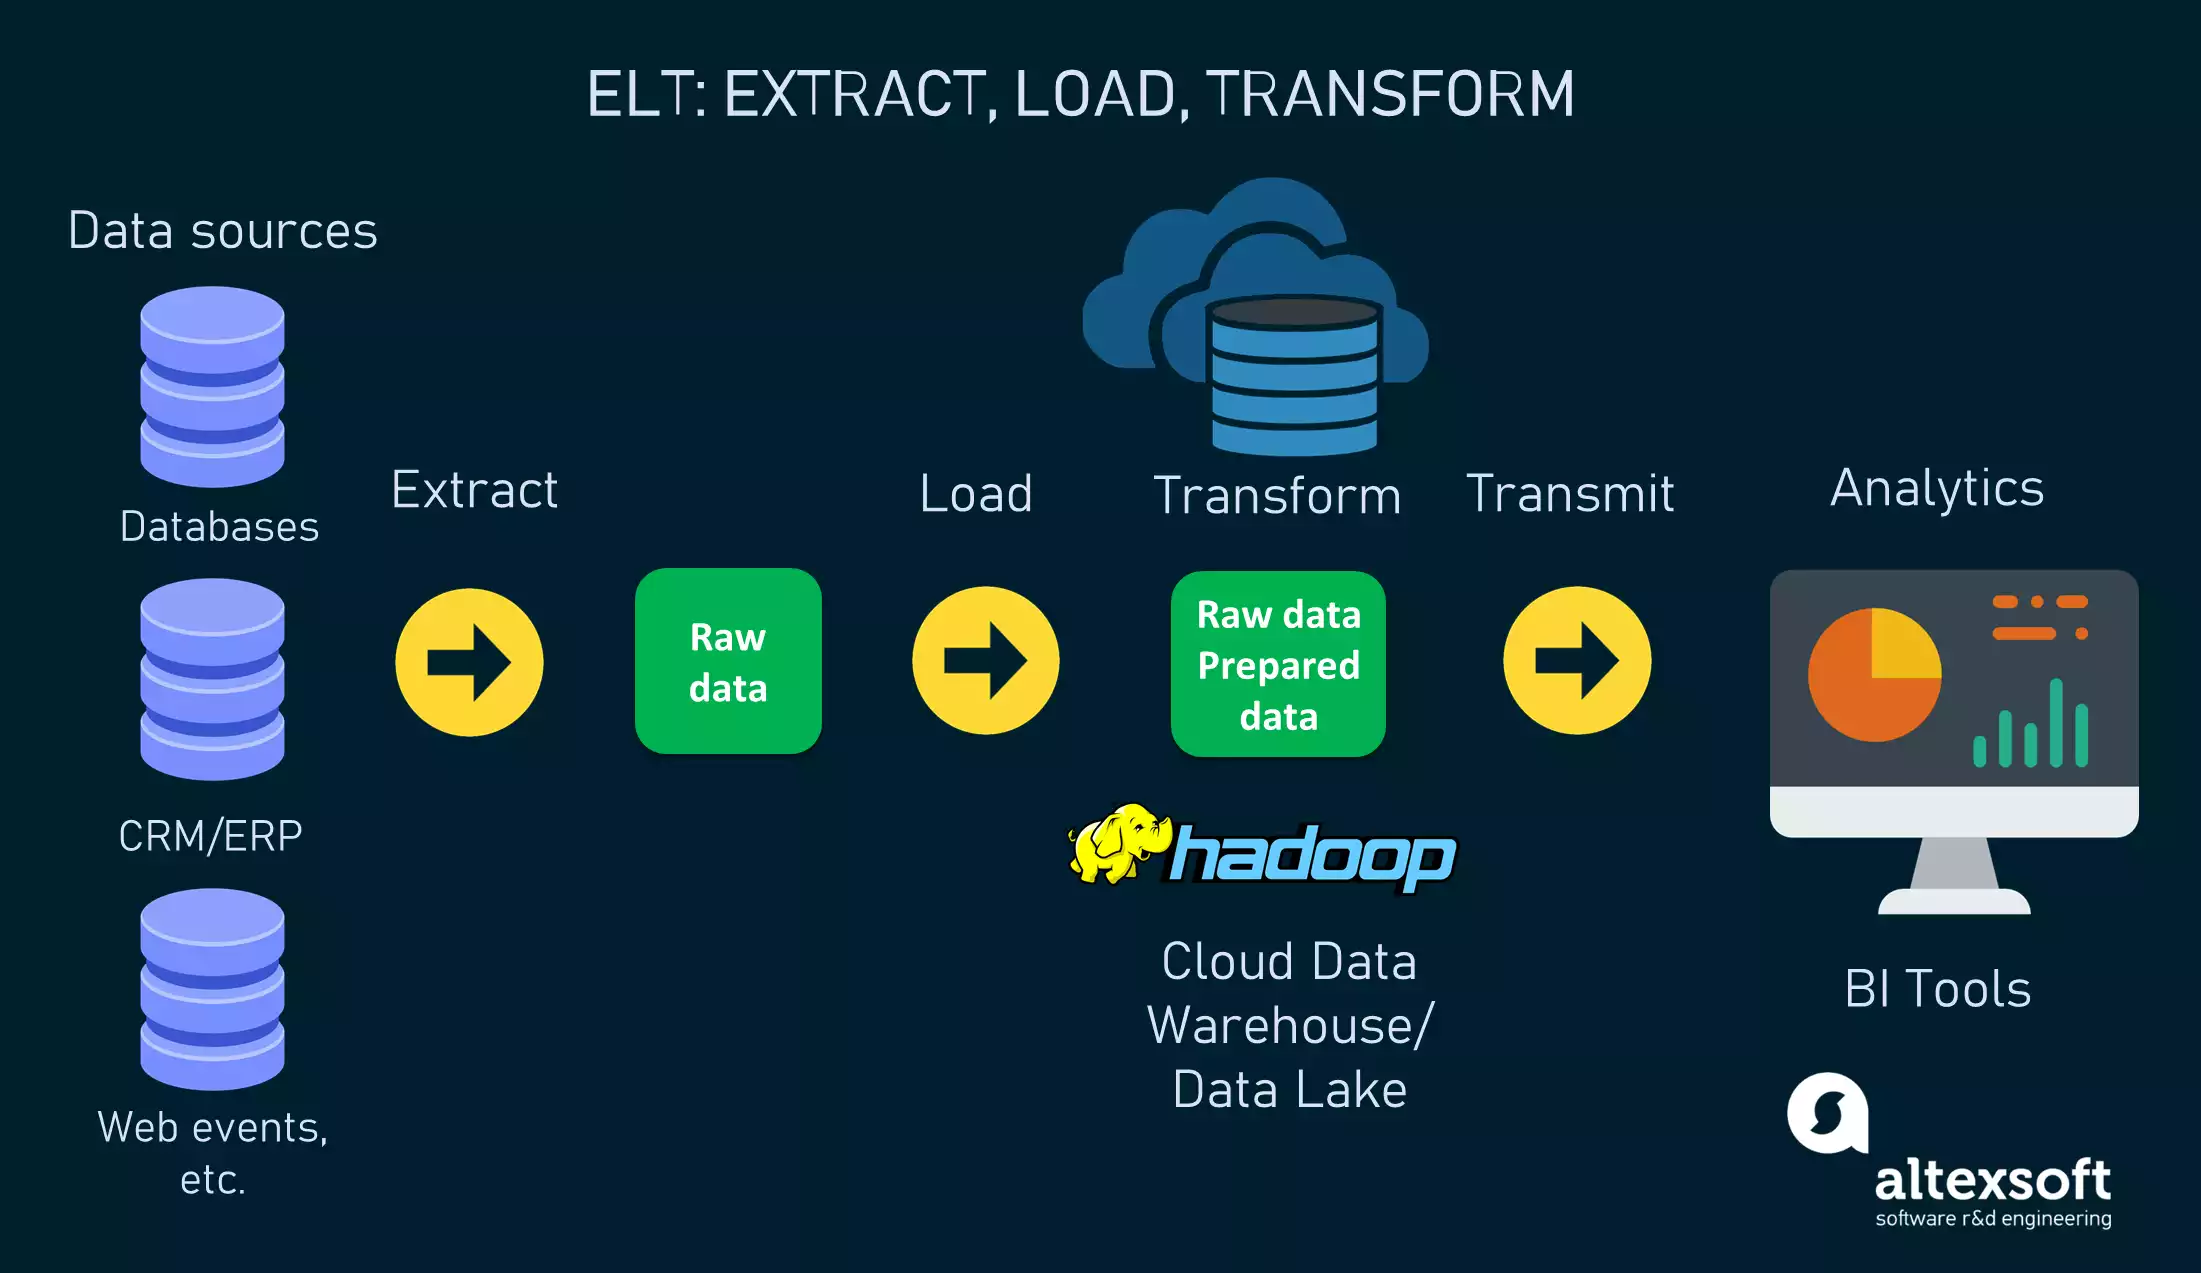 ELT: EXTRACT, LOAD, TRANSFORM
Data sources
Databases
CRM/ERP
Web events,
etc.
Extract
Raw
data
Load
Transform
Raw data
Prepared
data
hadoop
Cloud Data
Warehouse/
Data Lake
Transmit
Analytics
BI Tools
altexsoft
software r&d engineering